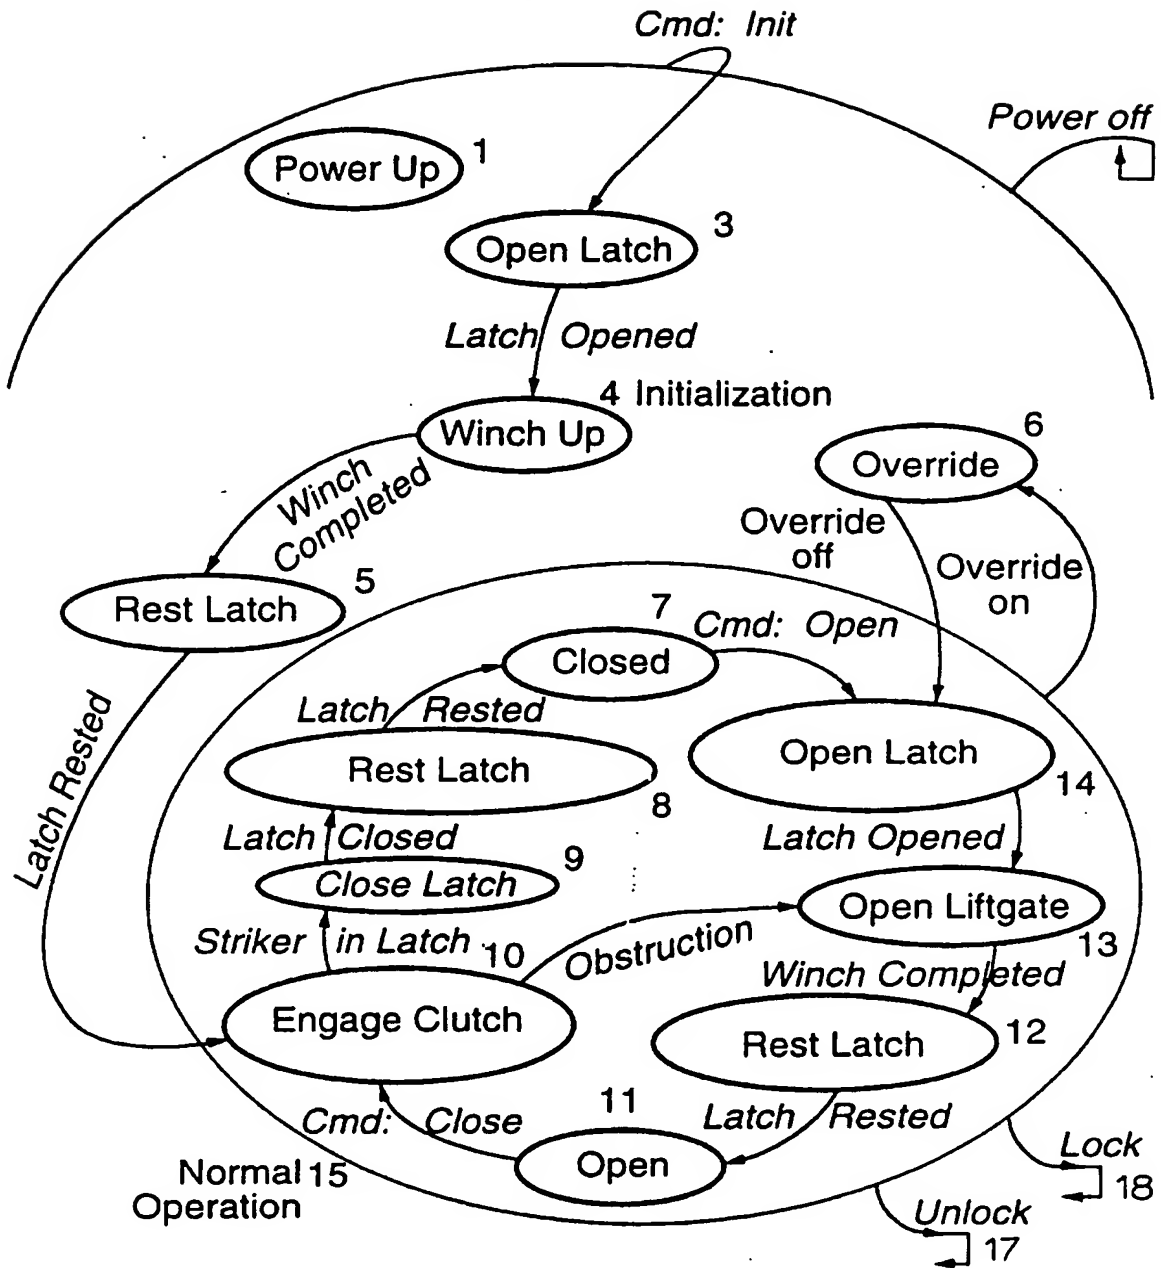 Cmd: Init
Power off
Power Up 1
Open Latch 3
Latch Opened
4 Initialization
Winch Up
6
Override
Winch
Completed
Override
off
Override
on
Rest Latch 5
7
Cmd: Open
Closed
Latch Rested
Latch Rested
Rest Latch
8
Open Latch
14
Latch Closed
Latch Opened
9
Close Latch
Open Liftgate
13
Striker in Latch
10
Obstruction
Winch Completed
Engage Clutch
Rest Latch 12
11
Cmd: Close
Latch Rested
Open
Normal 15
Operation
Lock
18
Unlock
17